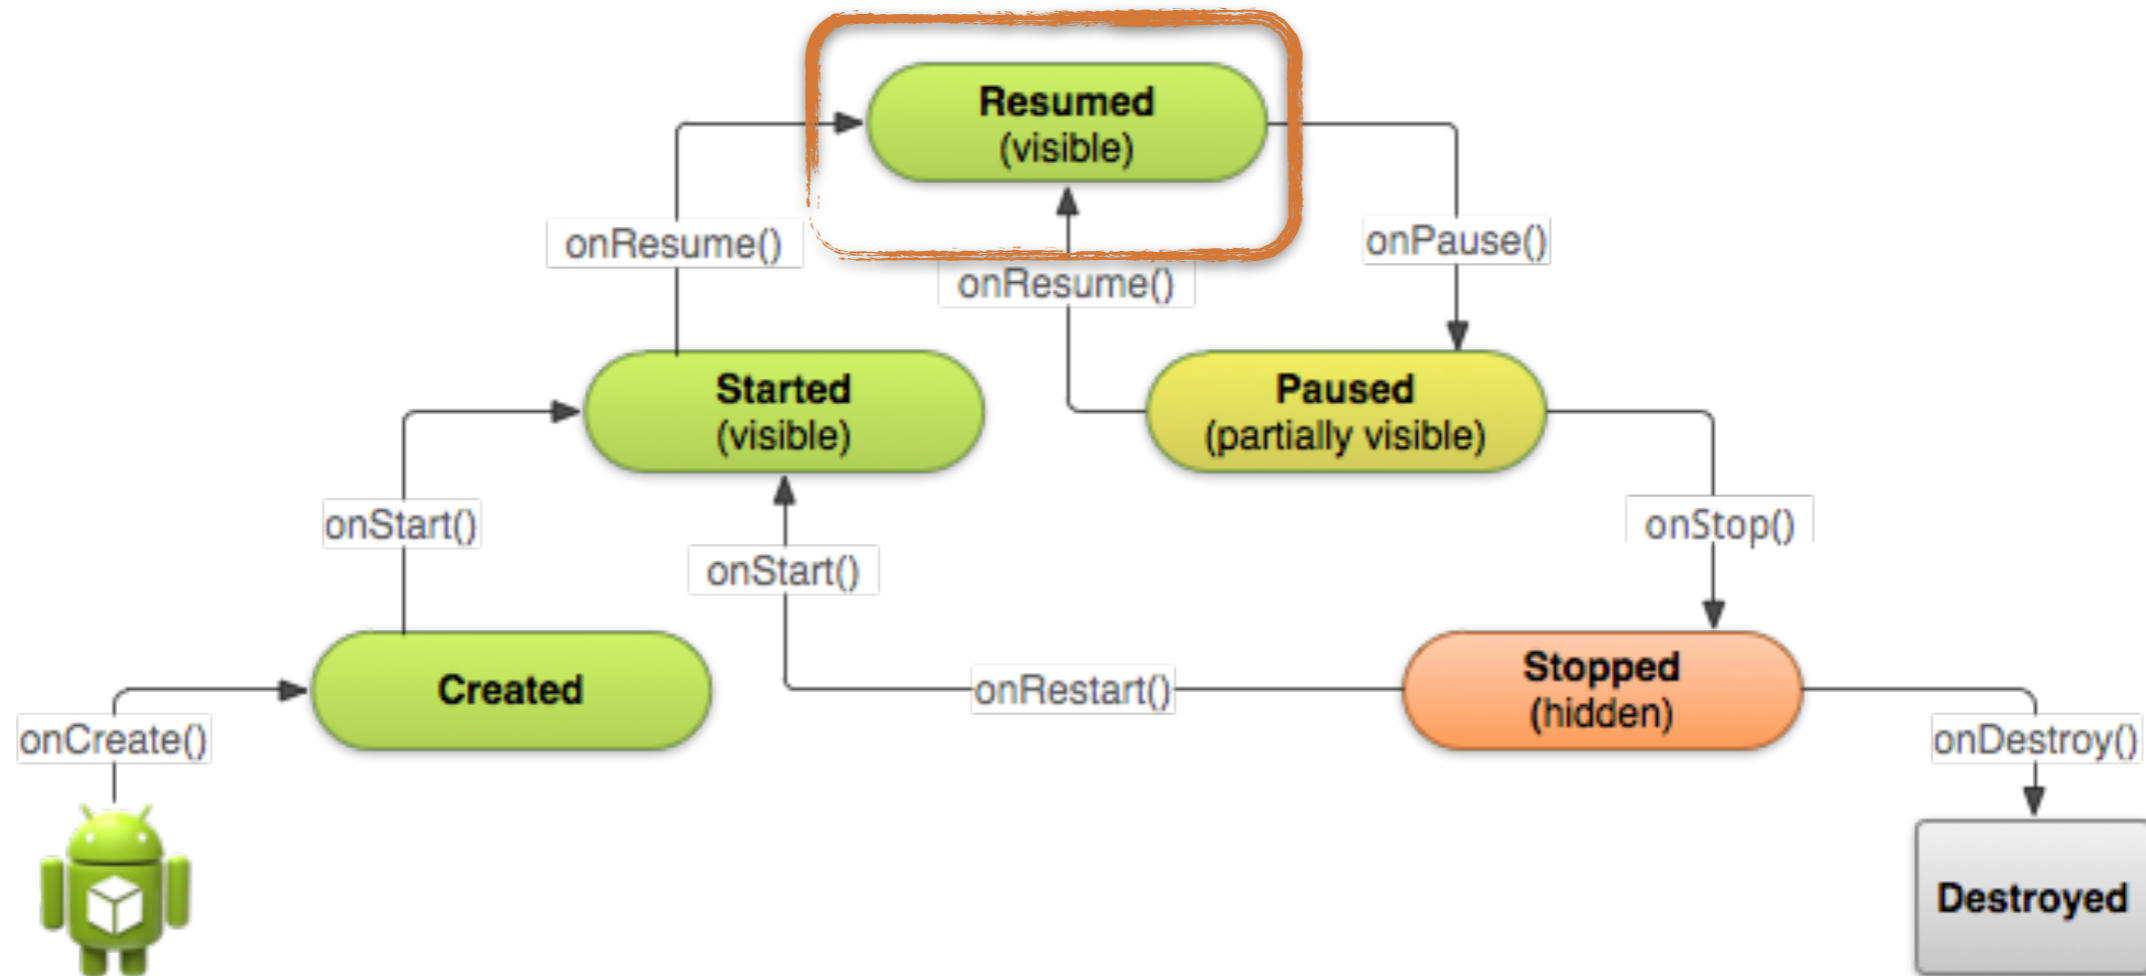 Resumed
(visible)
onResume()
onPause()
onResume()
Started
(visible)
Paused
(partially visible)
onStart()
onStop()
onStart()
Created
onRestart()
Stopped
(hidden)
onCreate()
onDestroy()
Destroyed